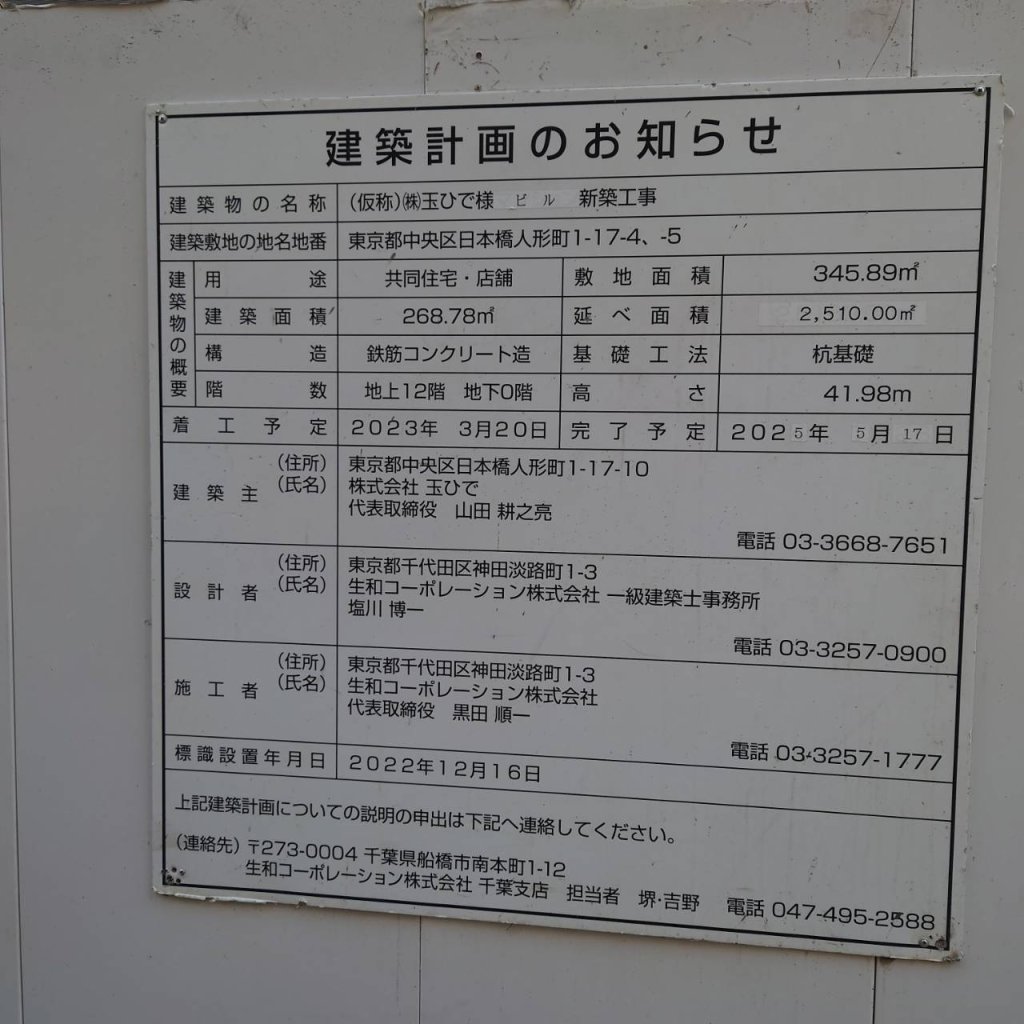 建築計画のお知らせ
建築物の名称 (仮称)㈱玉ひで様 ビル 新築工事
建築敷地の地名地番 東京都中央区日本橋人形町1-17-4、-5
建築物の概要
用途 共同住宅・店舗 敷地面積 345.89㎡
建築面積 268.78㎡ 延べ面積 2,510.00㎡
構造 鉄筋コンクリート造 基礎工法 杭基礎
階数 地上12階 地下0階 高さ 41.98m
着工予定 2023年 3月20日 完了予定 2025年 5月17日
建築主 (住所) 東京都中央区日本橋人形町1-17-10
(氏名) 株式会社 玉ひで
代表取締役 山田 耕之亮
電話 03-3668-7651
設計者 (住所) 東京都千代田区神田淡路町1-3
(氏名) 生和コーポレーション株式会社 一級建築士事務所
塩川 博一
電話 03-3257-0900
施工者 (住所) 東京都千代田区神田淡路町1-3
(氏名) 生和コーポレーション株式会社
代表取締役 黒田 順一
電話 03-3257-1777
標識設置年月日 2022年12月16日
上記建築計画についての説明の申出は下記へ連絡してください。
(連絡先) 〒273-0004 千葉県船橋市南本町1-12
生和コーポレーション株式会社 千葉支店 担当者 堺・吉野 電話 047-495-2588